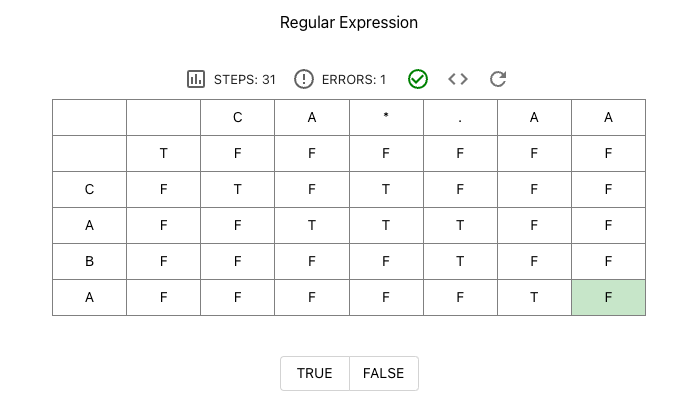 Regular Expression
STEPS: 31 ERRORS: 1
C A * . A A
T F F F F F F
C F T F T F F F
A F F T T T F F
B F F F F T F F
A F F F F F T F
TRUE FALSE